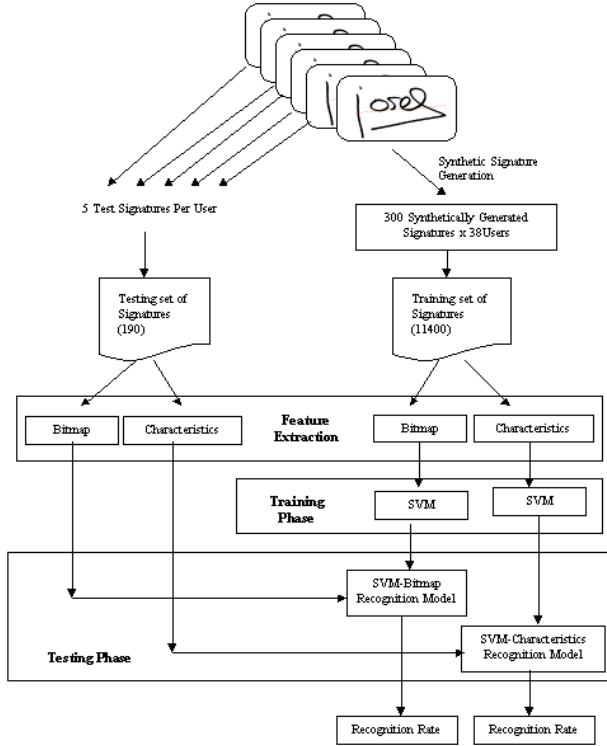 josep
Synthetic Signature
Generation
5 Test Signatures Per User
300 Synthetically Generated
Signatures x 38Users
Testing set of
Signatures
(190)
Training set of
Signatures
(11400)
Feature
Extraction
Bitmap
Characteristics
Bitmap
Characteristics
Training
Phase
SVM
SVM
SVM-Bitmap
Recognition Model
SVM-Characteristics
Recognition Model
Testing Phase
Recognition Rate
Recognition Rate